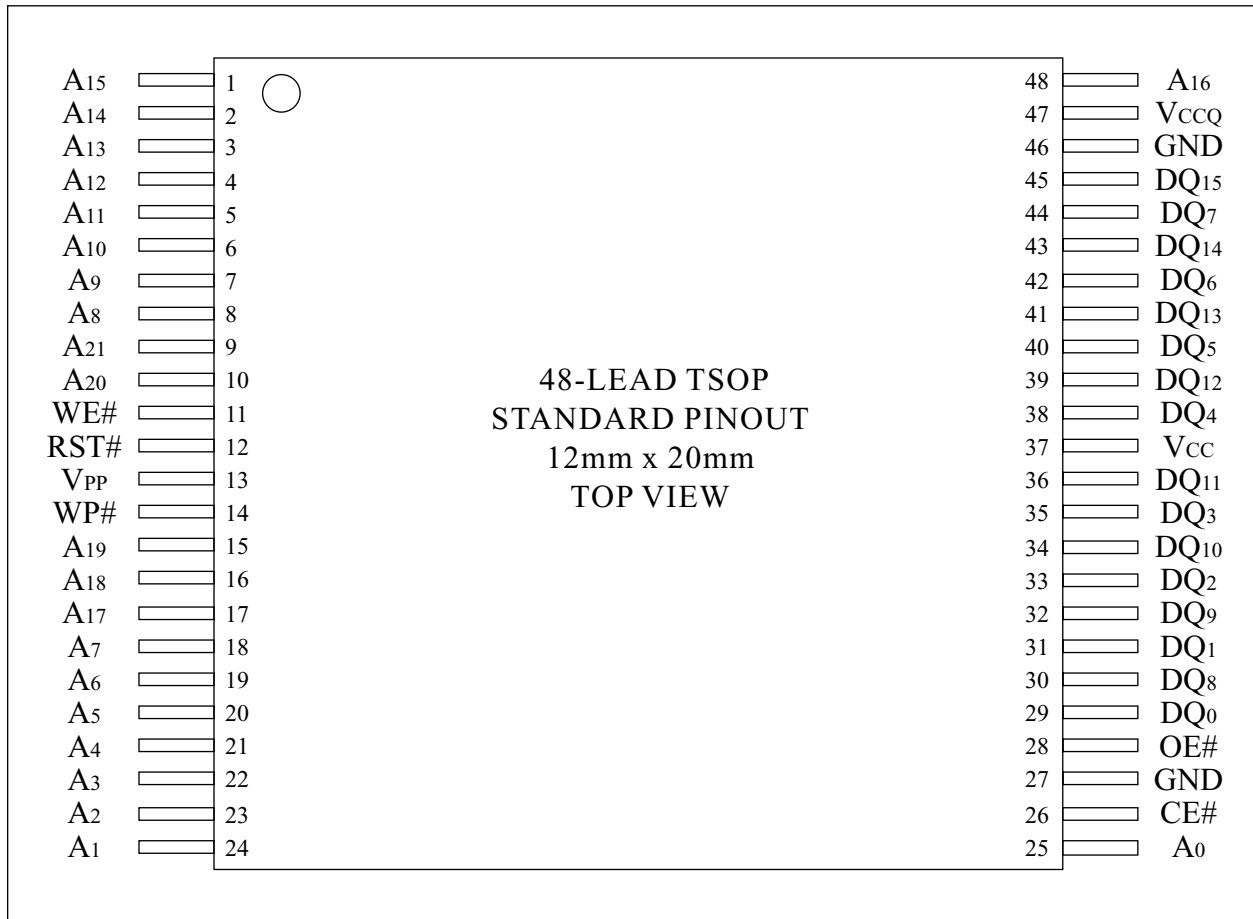 A15 1 48 A16
A14 2 47 VCCQ
A13 3 46 GND
A12 4 45 DQ15
A11 5 44 DQ7
A10 6 43 DQ14
A9 7 42 DQ6
A8 8 41 DQ13
A21 9 40 DQ5
A20 10 39 DQ12
WE# 11 38 DQ4
RST# 12 37 VCC
VPP 13 36 DQ11
WP# 14 35 DQ3
A19 15 34 DQ10
A18 16 33 DQ2
A17 17 32 DQ9
A7 18 31 DQ1
A6 19 30 DQ8
A5 20 29 DQ0
A4 21 28 OE#
A3 22 27 GND
A2 23 26 CE#
A1 24 25 A0
48-LEAD TSOP
STANDARD PINOUT
12mm x 20mm
TOP VIEW